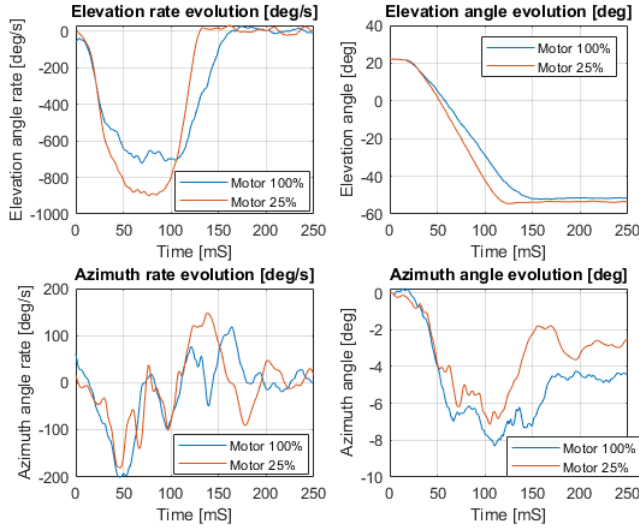 Elevation rate evolution [deg/s]
Elevation angle rate [deg/s]
0
-200
-400
-600
-800
-1000
0 50 100 150 200 250
Time [mS]
Motor 100%
Motor 25%
Elevation angle evolution [deg]
Elevation angle [deg]
40
20
0
-20
-40
-60
0 50 100 150 200 250
Time [mS]
Motor 100%
Motor 25%
Azimuth rate evolution [deg/s]
Azimuth angle rate [deg/s]
200
100
0
-100
-200
0 50 100 150 200 250
Time [mS]
Motor 100%
Motor 25%
Azimuth angle evolution [deg]
Azimuth angle [deg]
0
-2
-4
-6
-8
-10
0 50 100 150 200 250
Time [mS]
Motor 100%
Motor 25%